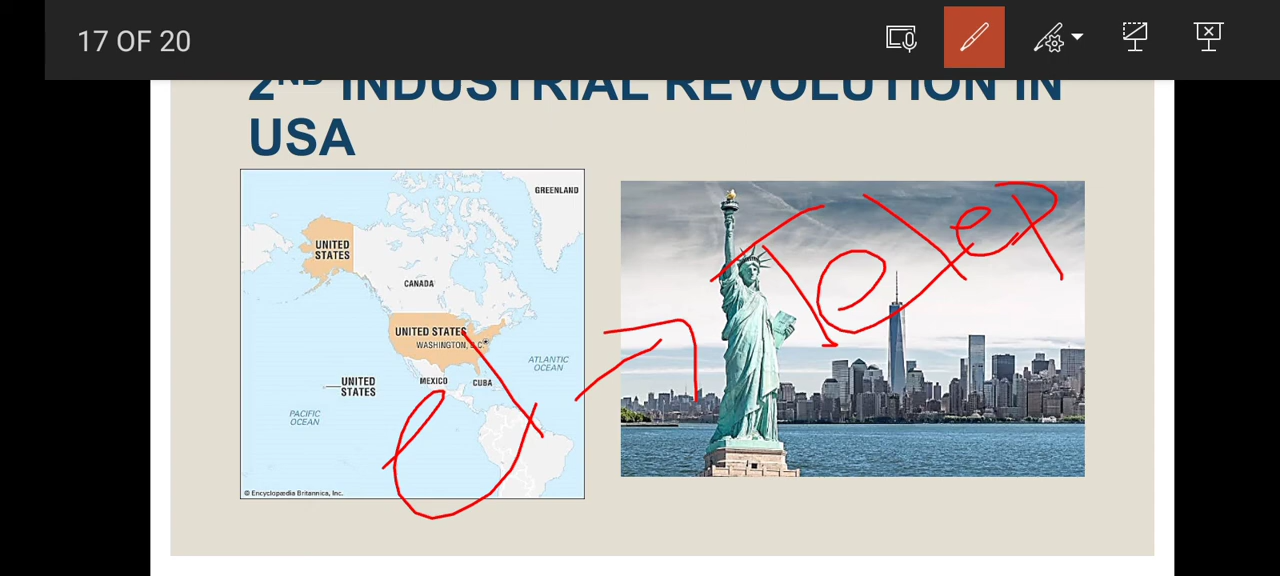 17 OF 20
2ND INDUSTRIAL REVOLUTION IN
USA
GREENLAND
UNITED
STATES
CANADA
UNITED STATES
WASHINGTON, D.C.
ATLANTIC
OCEAN
MEXICO
CUBA
UNITED
STATES
PACIFIC
OCEAN
© Encyclopædia Britannica, Inc.